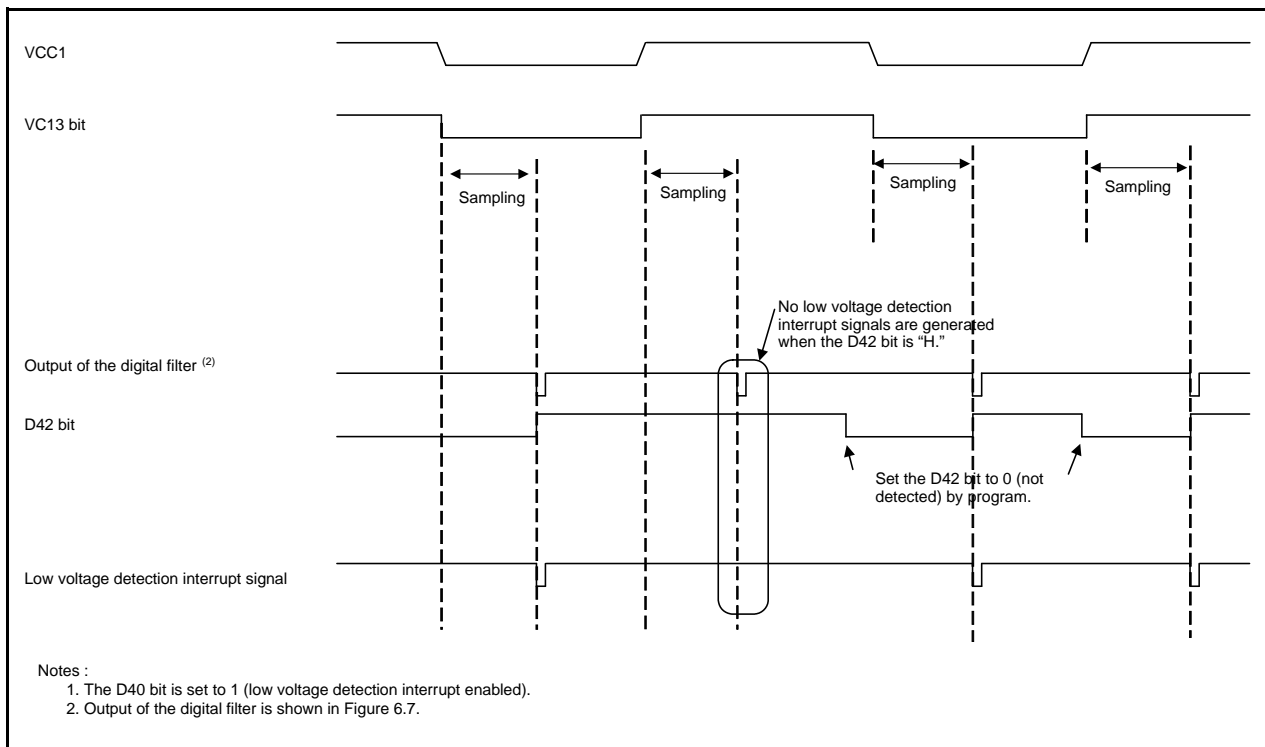 VCC1
VC13 bit
Sampling
Sampling
Sampling
Sampling
No low voltage detection
interrupt signals are generated
when the D42 bit is “H.”
Output of the digital filter (2)
D42 bit
Set the D42 bit to 0 (not
detected) by program.
Low voltage detection interrupt signal
Notes :
1. The D40 bit is set to 1 (low voltage detection interrupt enabled).
2. Output of the digital filter is shown in Figure 6.7.